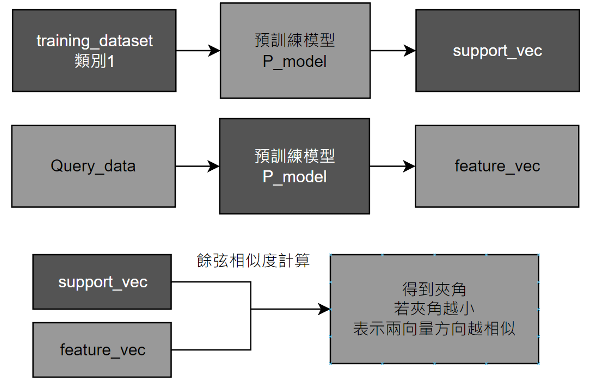 training_dataset
類別1
預訓練模型
P_model
support_vec
Query_data
預訓練模型
P_model
feature_vec
餘弦相似度計算
support_vec
feature_vec
得到夾角
若夾角越小
表示兩向量方向越相似